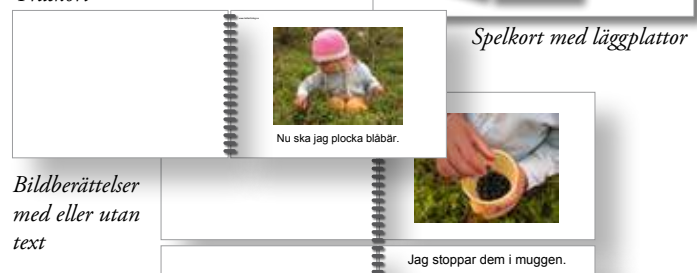 Spelkort med läggplattor
Nu ska jag plocka blåbär.
Bildberättelser
med eller utan
text
Jag stoppar dem i muggen.